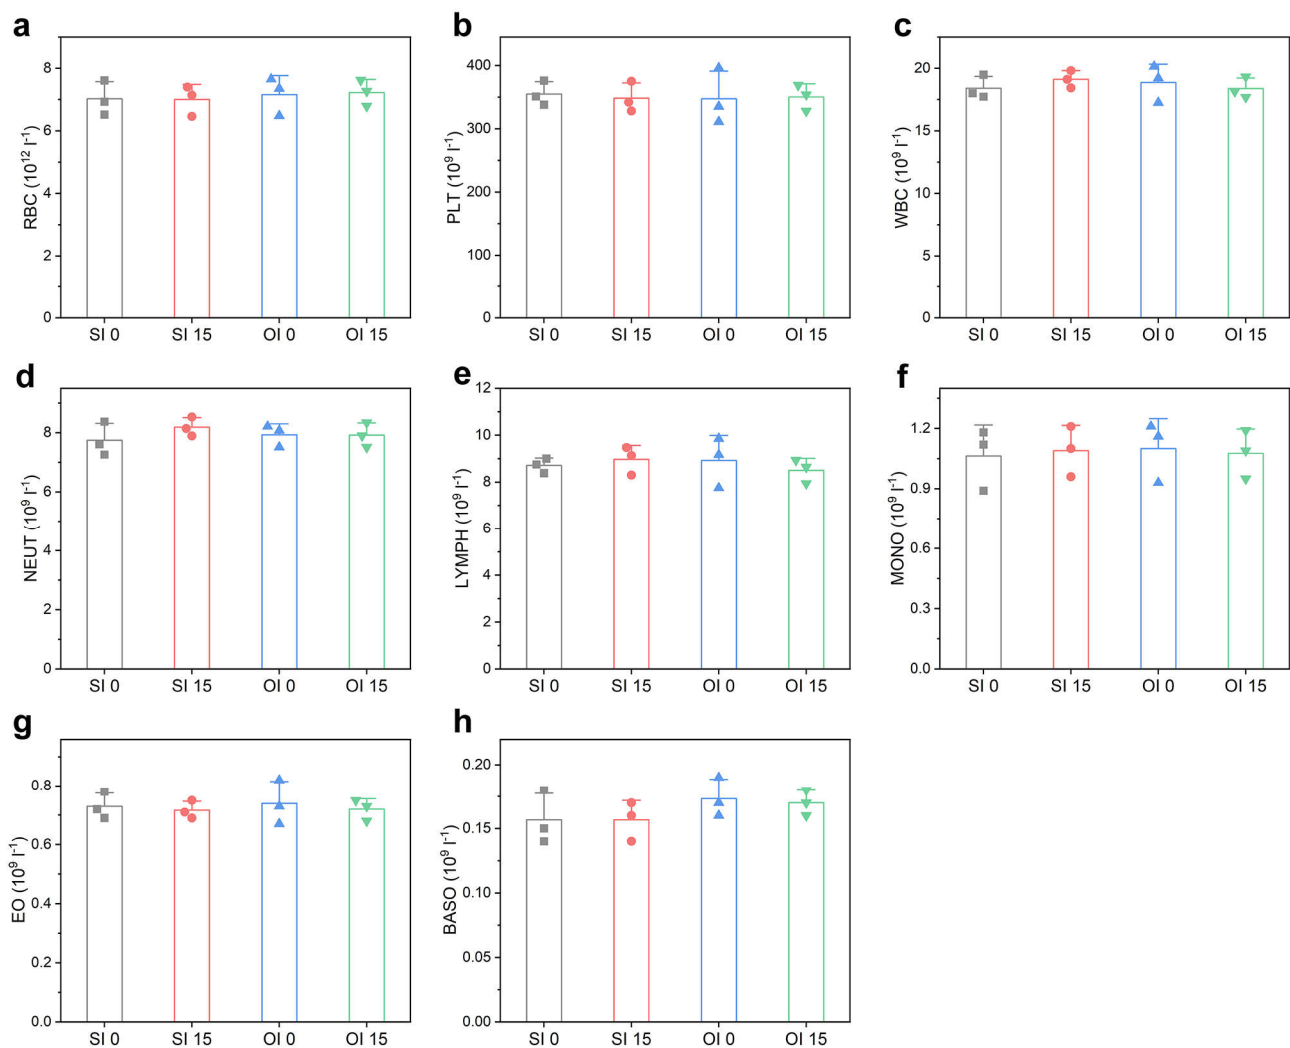 a
8
6
4
2
0
RBC (10¹² l⁻¹)
SI 0 SI 15 OI 0 OI 15
b
400
300
200
100
0
PLT (10⁹ l⁻¹)
SI 0 SI 15 OI 0 OI 15
c
20
15
10
5
0
WBC (10⁹ l⁻¹)
SI 0 SI 15 OI 0 OI 15
d
8
6
4
2
0
NEUT (10⁹ l⁻¹)
SI 0 SI 15 OI 0 OI 15
e
12
10
8
6
4
2
0
LYMPH (10⁹ l⁻¹)
SI 0 SI 15 OI 0 OI 15
f
1.2
0.9
0.6
0.3
0.0
MONO (10⁹ l⁻¹)
SI 0 SI 15 OI 0 OI 15
g
0.8
0.6
0.4
0.2
0.0
EO (10⁹ l⁻¹)
SI 0 SI 15 OI 0 OI 15
h
0.20
0.15
0.10
0.05
0.00
BASO (10⁹ l⁻¹)
SI 0 SI 15 OI 0 OI 15